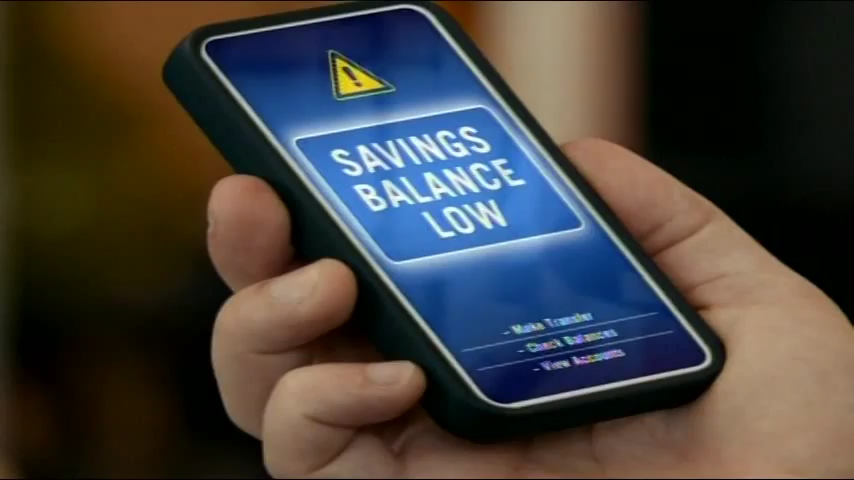 !
SAVINGS
BALANCE
LOW
- Make Transfer
- Check Balances
- View Accounts